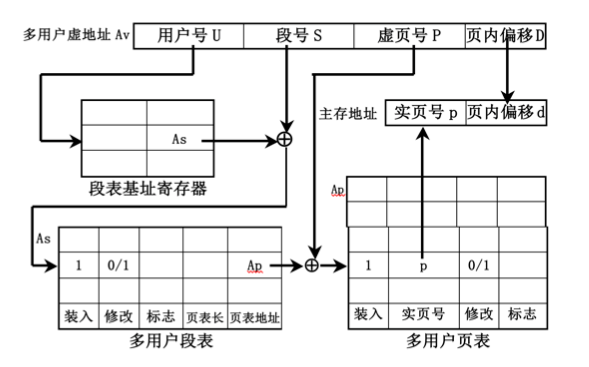 多用户虚地址 Av 用户号 U 段号 S 虚页号 P 页内偏移D
主存地址 实页号 p 页内偏移d
As
段表基址寄存器
Ap
As
1 0/1 Ap 1 p 0/1
装入 修改 标志 页表长 页表地址 装入 实页号 修改 标志
多用户段表 多用户页表